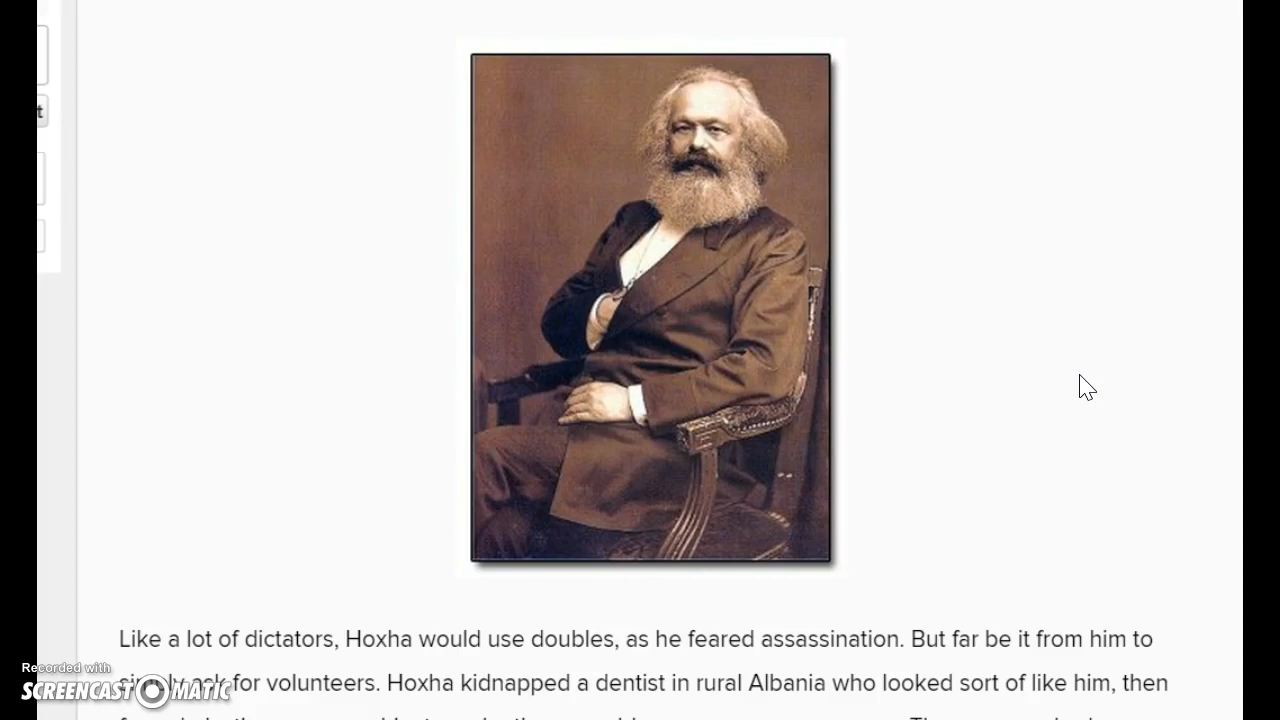 t
Like a lot of dictators, Hoxha would use doubles, as he feared assassination. But far be it from him to
simply ask for volunteers. Hoxha kidnapped a dentist in rural Albania who looked sort of like him, then
Recorded with
SCREENCAST MATIC